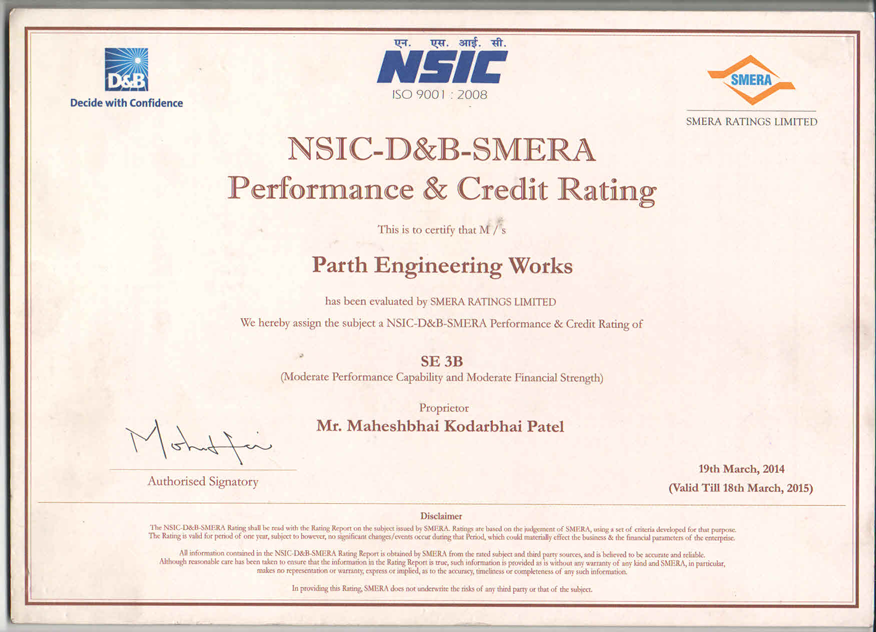 D&B
Decide with Confidence
एन. एस. आई. सी.
NSIC
ISO 9001 : 2008
SMERA
SMERA RATINGS LIMITED
NSIC-D&B-SMERA
Performance & Credit Rating
This is to certify that M / s
Parth Engineering Works
has been evaluated by SMERA RATINGS LIMITED
We hereby assign the subject a NSIC-D&B-SMERA Performance & Credit Rating of
SE 3B
(Moderate Performance Capability and Moderate Financial Strength)
Proprietor
Mr. Maheshbhai Kodarbhai Patel
Authorised Signatory
19th March, 2014
(Valid Till 18th March, 2015)
Disclaimer
The NSIC-D&B-SMERA Rating shall be read with the Rating Report on the subject issued by SMERA. Ratings are based on the judgement of SMERA, using a set of criteria developed for that purpose.
The Rating is valid for period of one year, subject to however, no significant changes/events occur during that Period, which could materially effect the business & the financial parameters of the enterprise.
All information contained in the NSIC-D&B-SMERA Rating Report is obtained by SMERA from the rated subject and third party sources, and is believed to be accurate and reliable.
Although reasonable care has been taken to ensure that the information in the Rating Report is true, such information is provided as is without any warranty of any kind and SMERA, in particular,
makes no representation or warranty, express or implied, as to the accuracy, timeliness or completeness of any such information.
In providing this Rating, SMERA does not underwrite the risks of any third party or that of the subject.